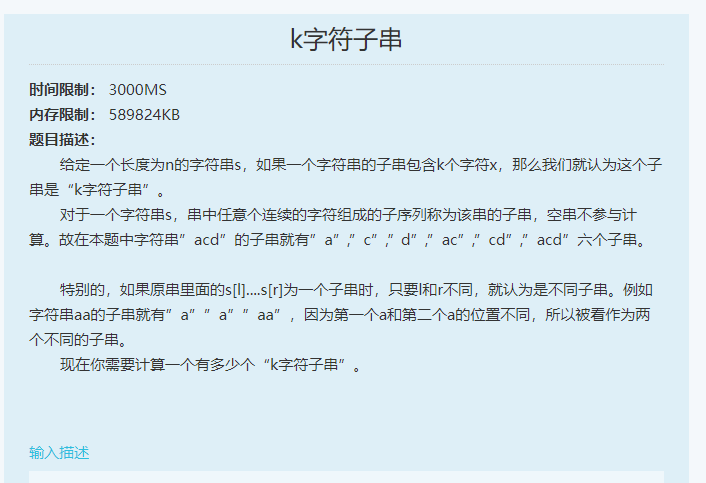 k字符子串
时间限制： 3000MS
内存限制： 589824KB
题目描述：
给定一个长度为n的字符串s，如果一个字符串的子串包含k个字符x，那么我们就认为这个子
串是“k字符子串”。
对于一个字符串s，串中任意个连续的字符组成的子序列称为该串的子串，空串不参与计
算。故在本题中字符串”acd”的子串就有”a”,”c”,”d”,”ac”,”cd”,”acd”六个子串。
特别的，如果原串里面的s[l]....s[r]为一个子串时，只要l和r不同，就认为是不同子串。例如
字符串aa的子串就有”a””a””aa”，因为第一个a和第二个a的位置不同，所以被看作为两
个不同的子串。
现在你需要计算一个有多少个“k字符子串”。
输入描述